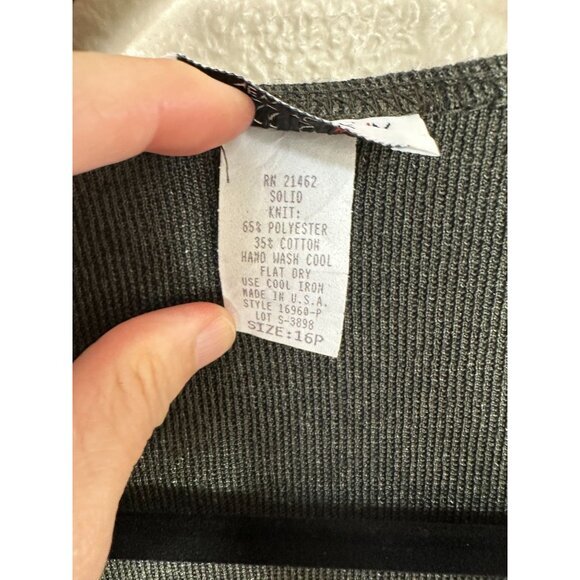 RN 21462
SOLID
KNIT:
65% POLYESTER
35% COTTON
HAND WASH COOL
FLAT DRY
USE COOL IRON
MADE IN U.S.A.
STYLE 16960-P
LOT S-3898
SIZE:16P